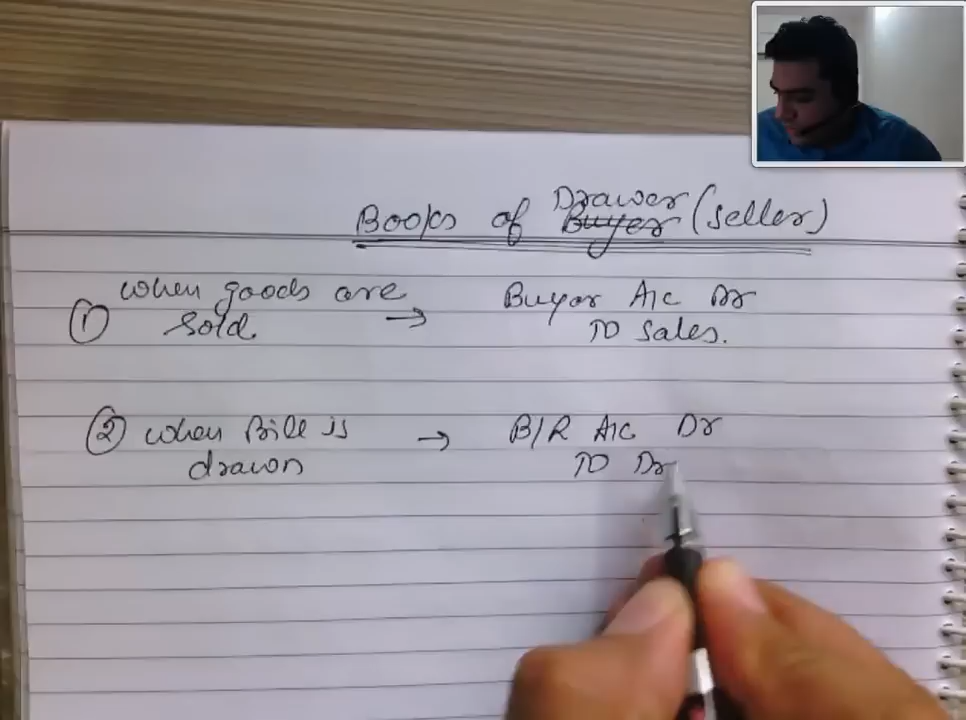 Books of Drawer Buyer (Seller)
① when goods are sold. → Buyer A/C Dr
To Sales.
② when Bill is drawn → B/R A/C Dr
To Dr